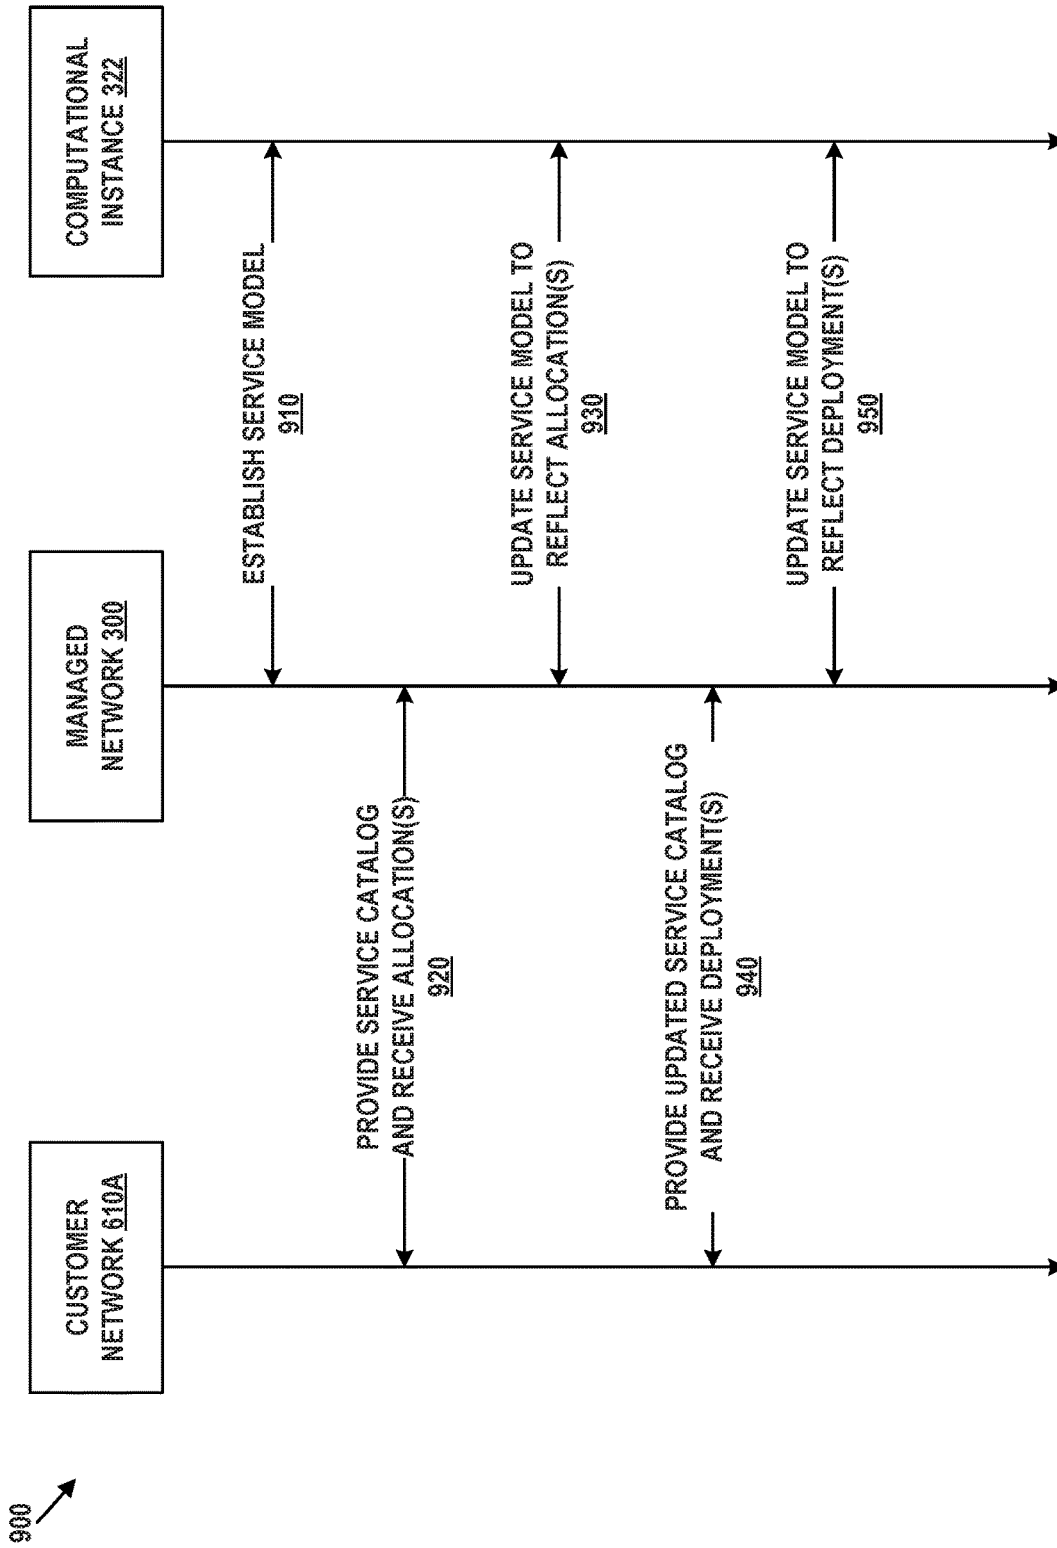 900
CUSTOMER
NETWORK 610A
MANAGED
NETWORK 300
COMPUTATIONAL
INSTANCE 322
ESTABLISH SERVICE MODEL
910
PROVIDE SERVICE CATALOG
AND RECEIVE ALLOCATION(S)
920
UPDATE SERVICE MODEL TO
REFLECT ALLOCATION(S)
930
PROVIDE UPDATED SERVICE CATALOG
AND RECEIVE DEPLOYMENT(S)
940
UPDATE SERVICE MODEL TO
REFLECT DEPLOYMENT(S)
950